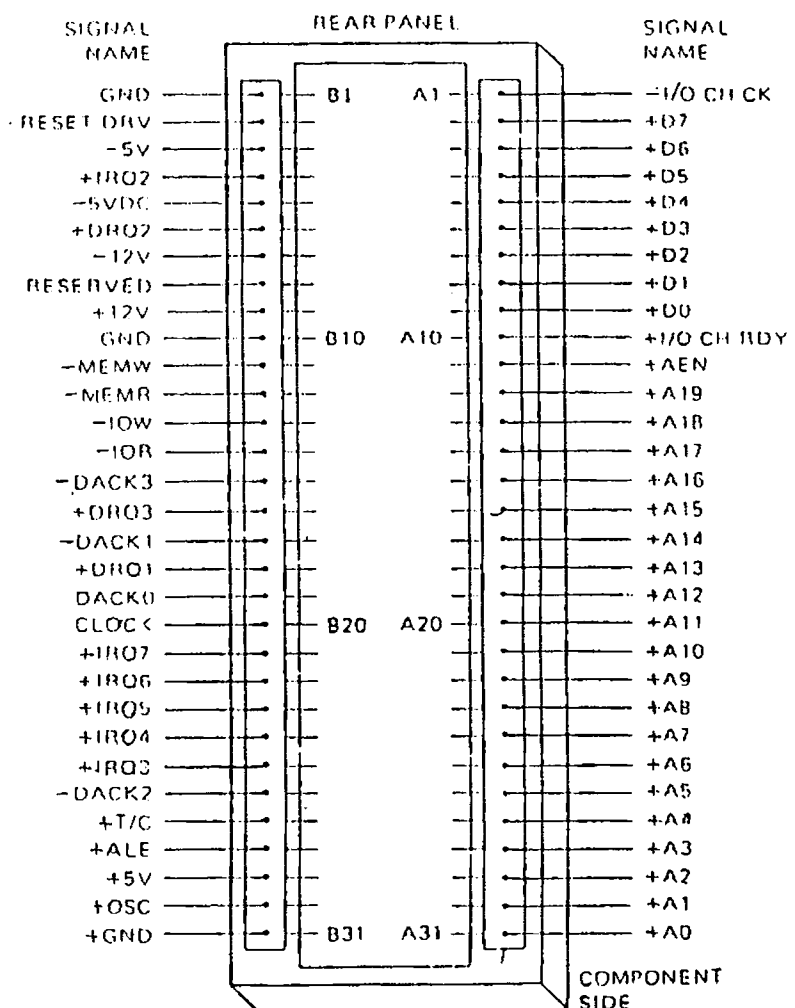 SIGNAL NAME
REAR PANEL
SIGNAL NAME
GND B1 A1 -I/O CH CK
RESET DRV +D7
-5V +D6
+IRQ2 +D5
-5VDC +D4
+DRQ2 +D3
-12V +D2
RESERVED +D1
+12V +D0
GND B10 A10 +I/O CH RDY
-MEMW +AEN
-MEMR +A19
-IOW +A18
-IOR +A17
-DACK3 +A16
+DRQ3 +A15
-DACK1 +A14
+DRQ1 +A13
DACK0 +A12
CLOCK B20 A20 +A11
+IRQ7 +A10
+IRQ6 +A9
+IRQ5 +A8
+IRQ4 +A7
+IRQ3 +A6
-DACK2 +A5
+T/C +A4
+ALE +A3
+5V +A2
+OSC +A1
+GND B31 A31 +A0
COMPONENT
SIDE